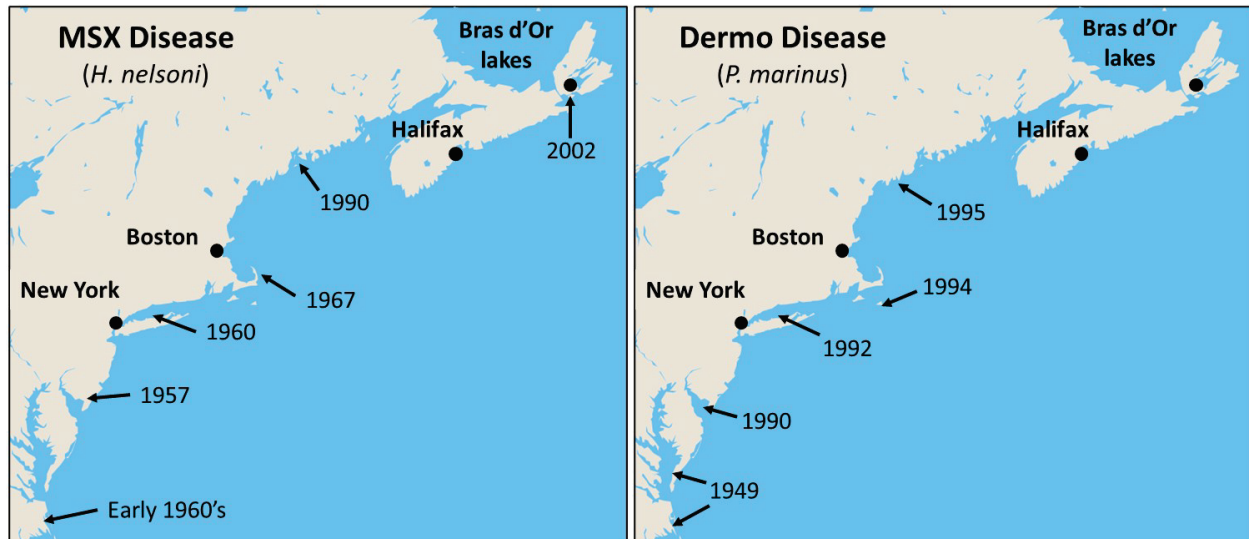 MSX Disease
(H. nelsoni)
Bras d’Or
lakes
Halifax
2002
1990
Boston
1967
New York
1960
1957
Early 1960’s
Dermo Disease
(P. marinus)
Bras d’Or
lakes
Halifax
1995
Boston
1994
New York
1992
1990
1949